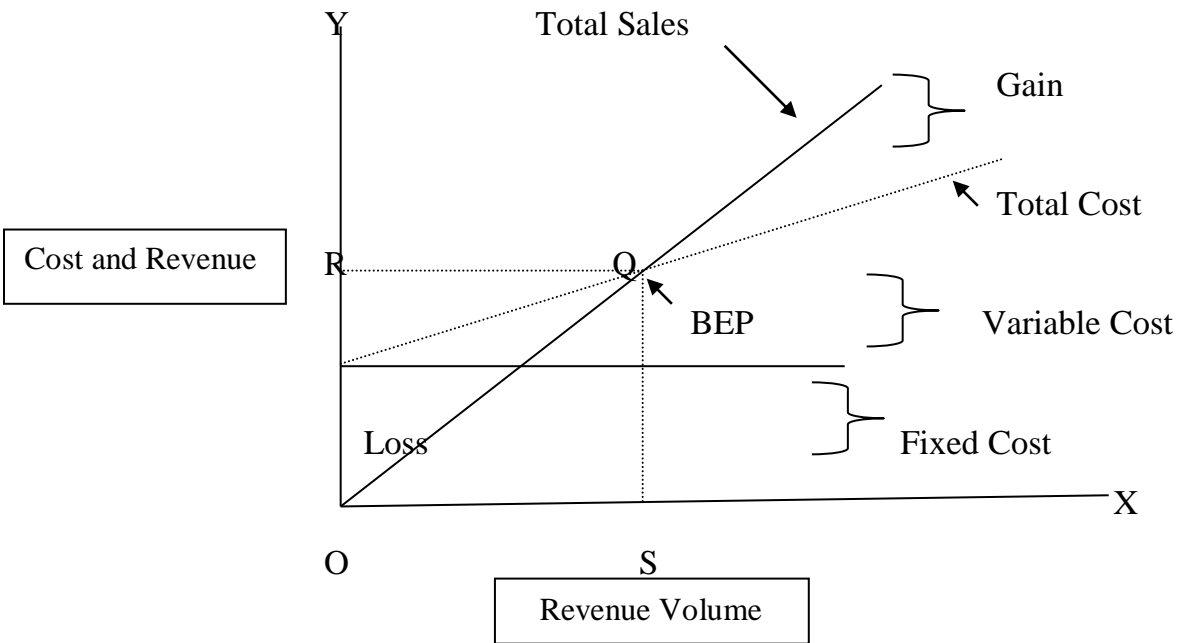 Y
Total Sales
Gain
Total Cost
Cost and Revenue
R
Q
BEP
Variable Cost
Loss
Fixed Cost
X
O
S
Revenue Volume